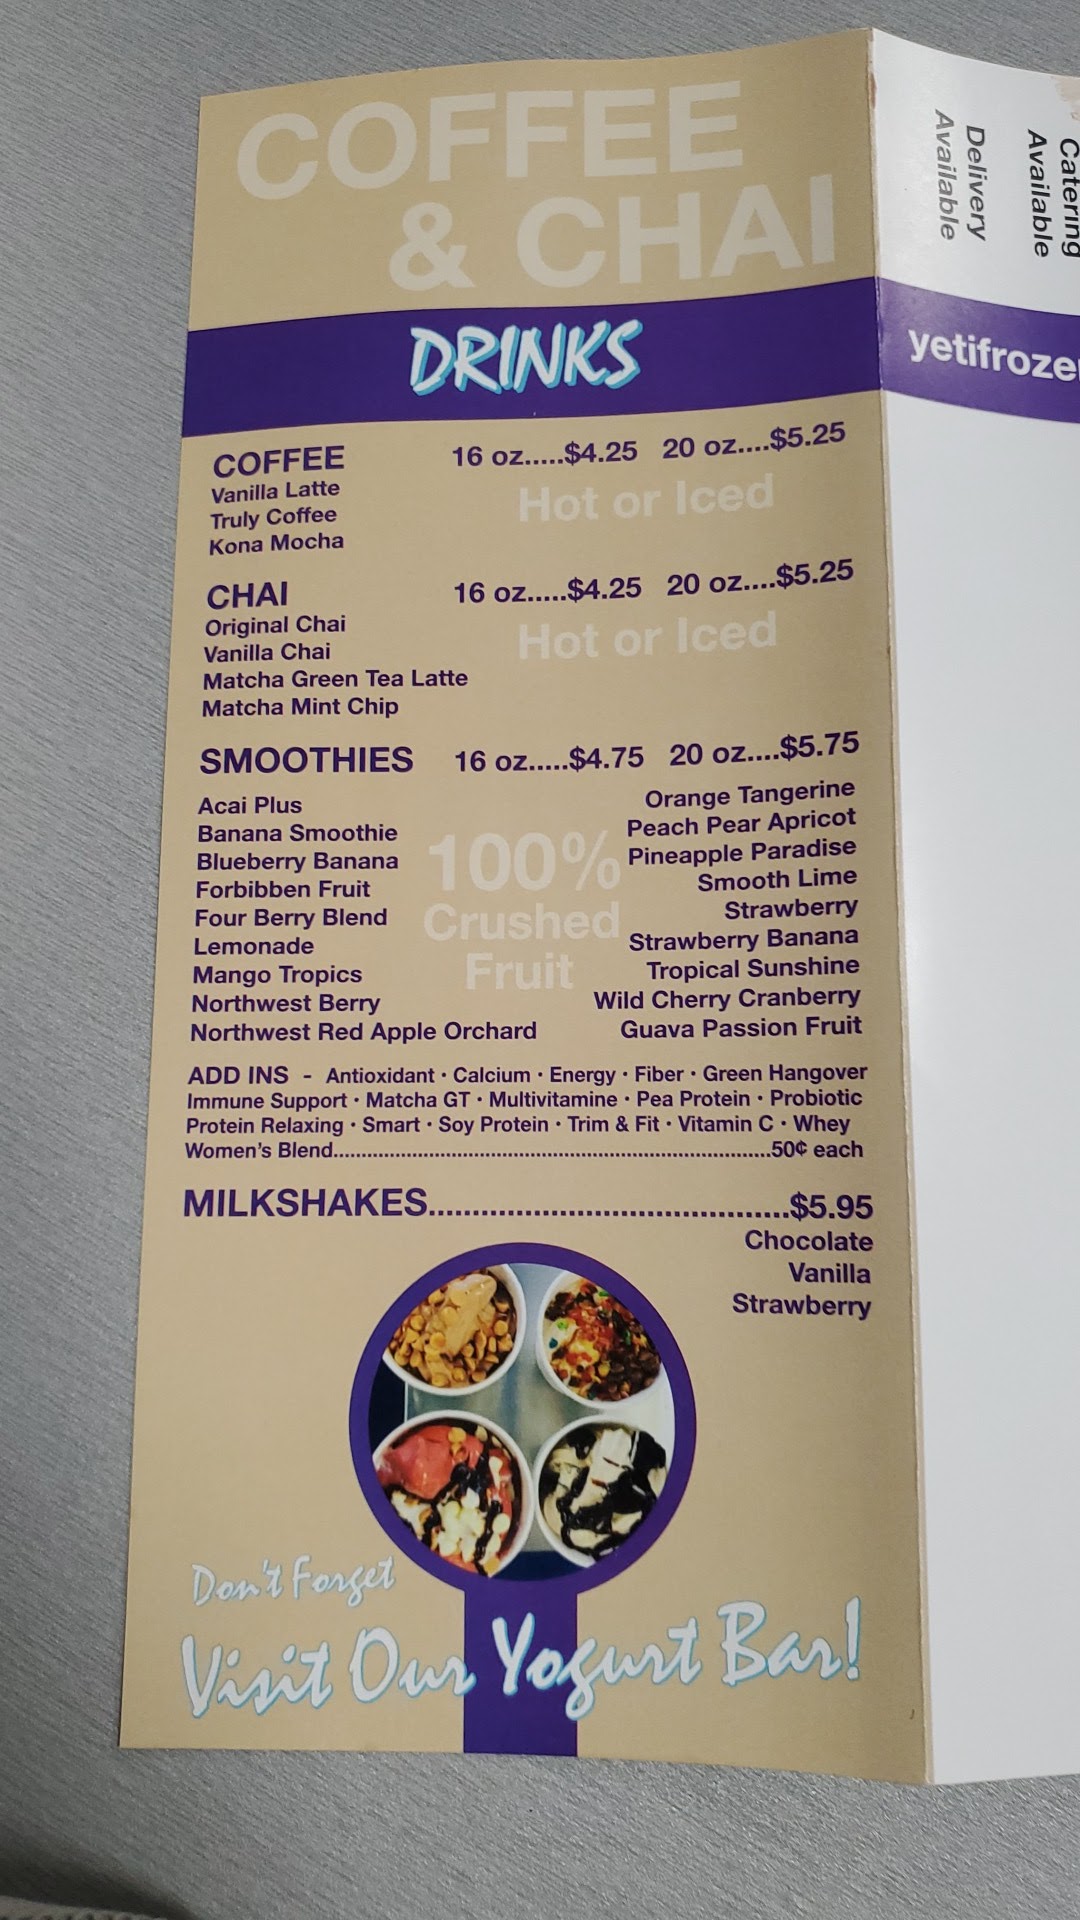 COFFEE
& CHAI
DRINKS
COFFEE 16 oz.....$4.25 20 oz....$5.25
Vanilla Latte
Truly Coffee
Kona Mocha
Hot or Iced
CHAI 16 oz.....$4.25 20 oz....$5.25
Original Chai
Vanilla Chai
Matcha Green Tea Latte
Matcha Mint Chip
Hot or Iced
SMOOTHIES 16 oz.....$4.75 20 oz....$5.75
Acai Plus
Banana Smoothie
Blueberry Banana
Forbibben Fruit
Four Berry Blend
Lemonade
Mango Tropics
Northwest Berry
Northwest Red Apple Orchard
100%
Crushed
Fruit
Orange Tangerine
Peach Pear Apricot
Pineapple Paradise
Smooth Lime
Strawberry
Strawberry Banana
Tropical Sunshine
Wild Cherry Cranberry
Guava Passion Fruit
ADD INS - Antioxidant · Calcium · Energy · Fiber · Green Hangover
Immune Support · Matcha GT · Multivitamine · Pea Protein · Probiotic
Protein Relaxing · Smart · Soy Protein · Trim & Fit · Vitamin C · Whey
Women's Blend..........................................................................50¢ each
MILKSHAKES.........................................$5.95
Chocolate
Vanilla
Strawberry
Don't Forget
Visit Our Yogurt Bar!
Catering
Available
Delivery
Available